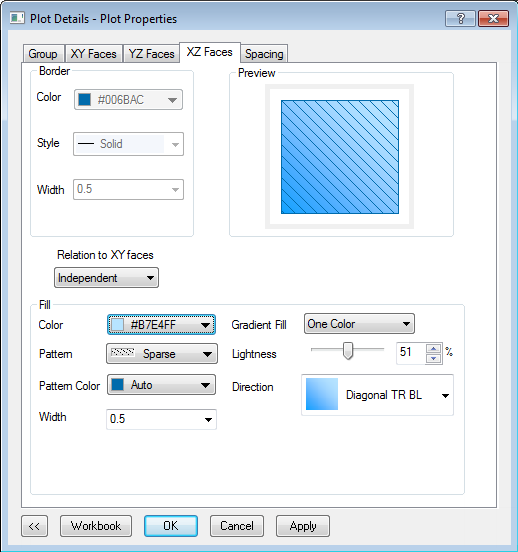 Plot Details - Plot Properties
Group XY Faces YZ Faces XZ Faces Spacing
Border
Color #006BAC
Style Solid
Width 0.5
Preview
Relation to XY faces
Independent
Fill
Color #B7E4FF
Gradient Fill One Color
Pattern Sparse
Lightness 51 %
Pattern Color Auto
Direction Diagonal TR BL
Width 0.5
<< Workbook OK Cancel Apply